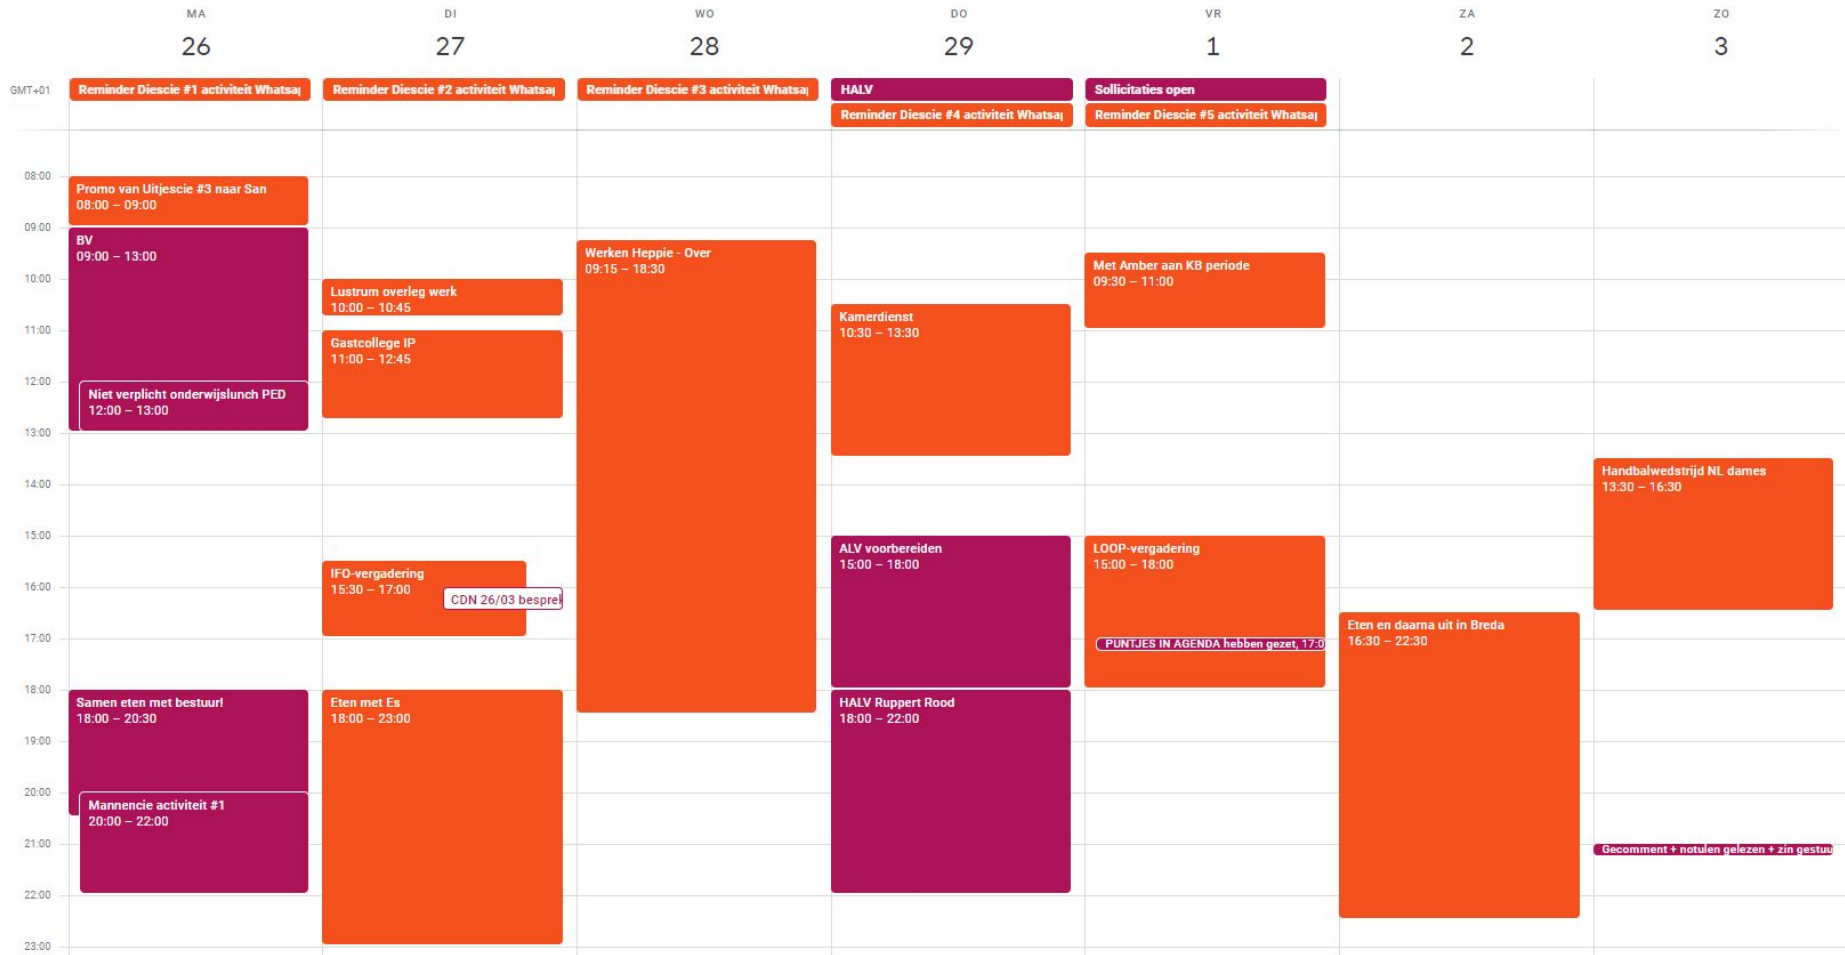 MA
DI
WO
DO
VR
ZA
ZO
26
27
28
29
1
2
3
GMT+01
Reminder Diescie #1 activiteit
Reminder Diescie #2 activiteit
Reminder Diescie #3 activiteit
HALV
Reminder Diescie #4 activiteit
Sollicitaties open
Reminder Diescie #5 activiteit
08:00
09:00
10:00
11:00
12:00
13:00
14:00
15:00
16:00
17:00
18:00
19:00
20:00
21:00
22:00
23:00
Promo van Uitjescie #3 naar San
08:00 – 09:00
BV
09:00 – 13:00
Niet verplicht onderwijslunch PED
12:00 – 13:00
Samen eten met bestuur!
18:00 – 20:30
Mannencie activiteit #1
20:00 – 22:00
Lustrum overleg werk
10:00 – 10:45
Gastcollege IP
11:00 – 12:45
IFO-vergadering
15:30 – 17:00
CDN 26/03
Eten met Es
18:00 – 23:00
Werken Heppie - Over
09:15 – 18:30
Kamerdienst
10:30 – 13:30
ALV voorbereiden
15:00 – 18:00
HALV Ruppert Rood
18:00 – 22:00
Met Amber aan KB periode
09:30 – 11:00
LOOP-vergadering
15:00 – 18:00
PUNTJES IN AGENDA hebben gezet,
Eten en daarna uit in Breda
16:30 – 22:30
Handbalwedstrijd NL dames
13:30 – 16:30
Gecomment + notulen gelezen + zin